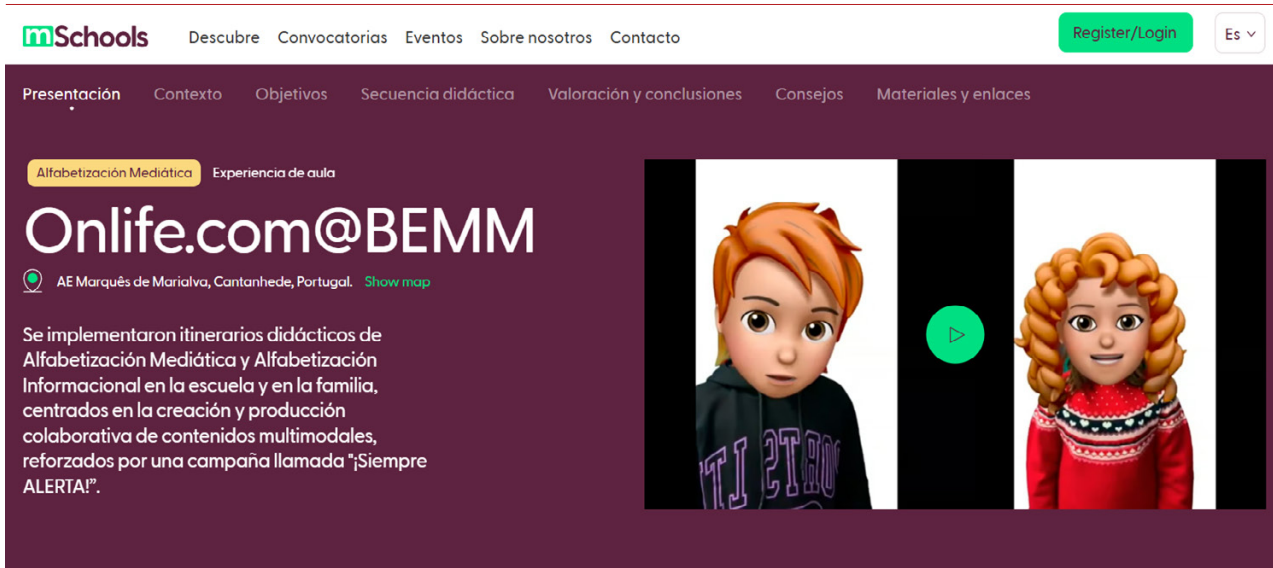 mSchools
Descubre Convocatorias Eventos Sobre nosotros Contacto
Register/Login
Es
Presentación Contexto Objetivos Secuencia didáctica Valoración y conclusiones Consejos Materiales y enlaces
Alfabetización Mediática Experiencia de aula
Onlife.com@BEMM
AE Marquês de Marialva, Cantanhede, Portugal. Show map
Se implementaron itinerarios didácticos de
Alfabetización Mediática y Alfabetización
Informacional en la escuela y en la familia,
centrados en la creación y producción
colaborativa de contenidos multimodales,
reforzados por una campaña llamada "¡Siempre
ALERTA!”.